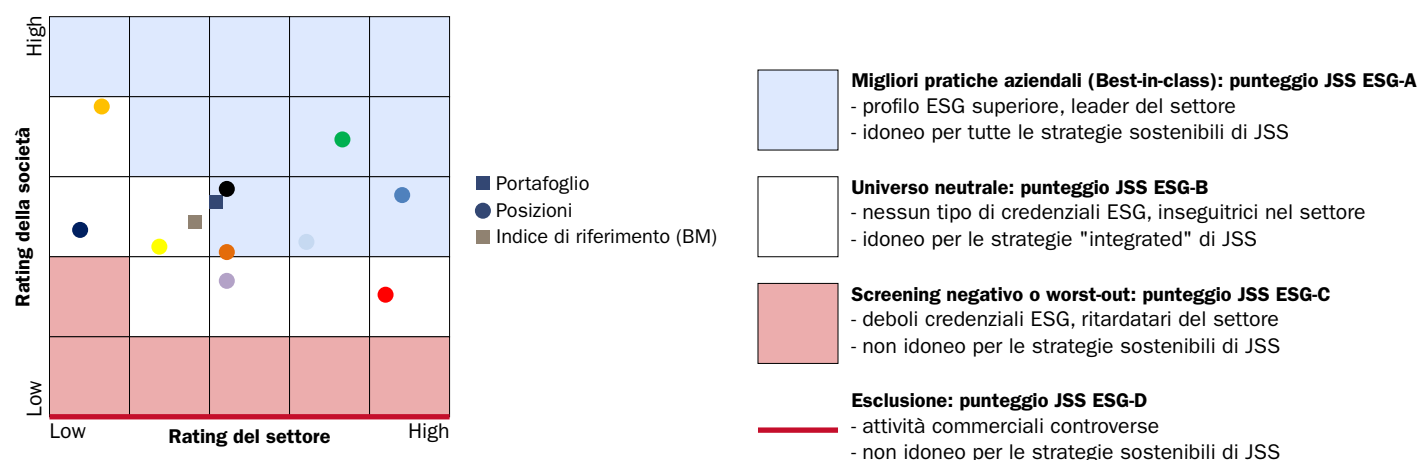 High
Rating della società
Low
Low
Rating del settore
High
Portafoglio
Posizioni
Indice di riferimento (BM)
Migliori pratiche aziendali (Best-in-class): punteggio JSS ESG-A
- profilo ESG superiore, leader del settore
- idoneo per tutte le strategie sostenibili di JSS
Universo neutrale: punteggio JSS ESG-B
- nessun tipo di credenziali ESG, inseguitrici nel settore
- idoneo per le strategie "integrated" di JSS
Screening negativo o worst-out: punteggio JSS ESG-C
- deboli credenziali ESG, ritardatari del settore
- non idoneo per le strategie sostenibili di JSS
Esclusione: punteggio JSS ESG-D
- attività commerciali controverse
- non idoneo per le strategie sostenibili di JSS